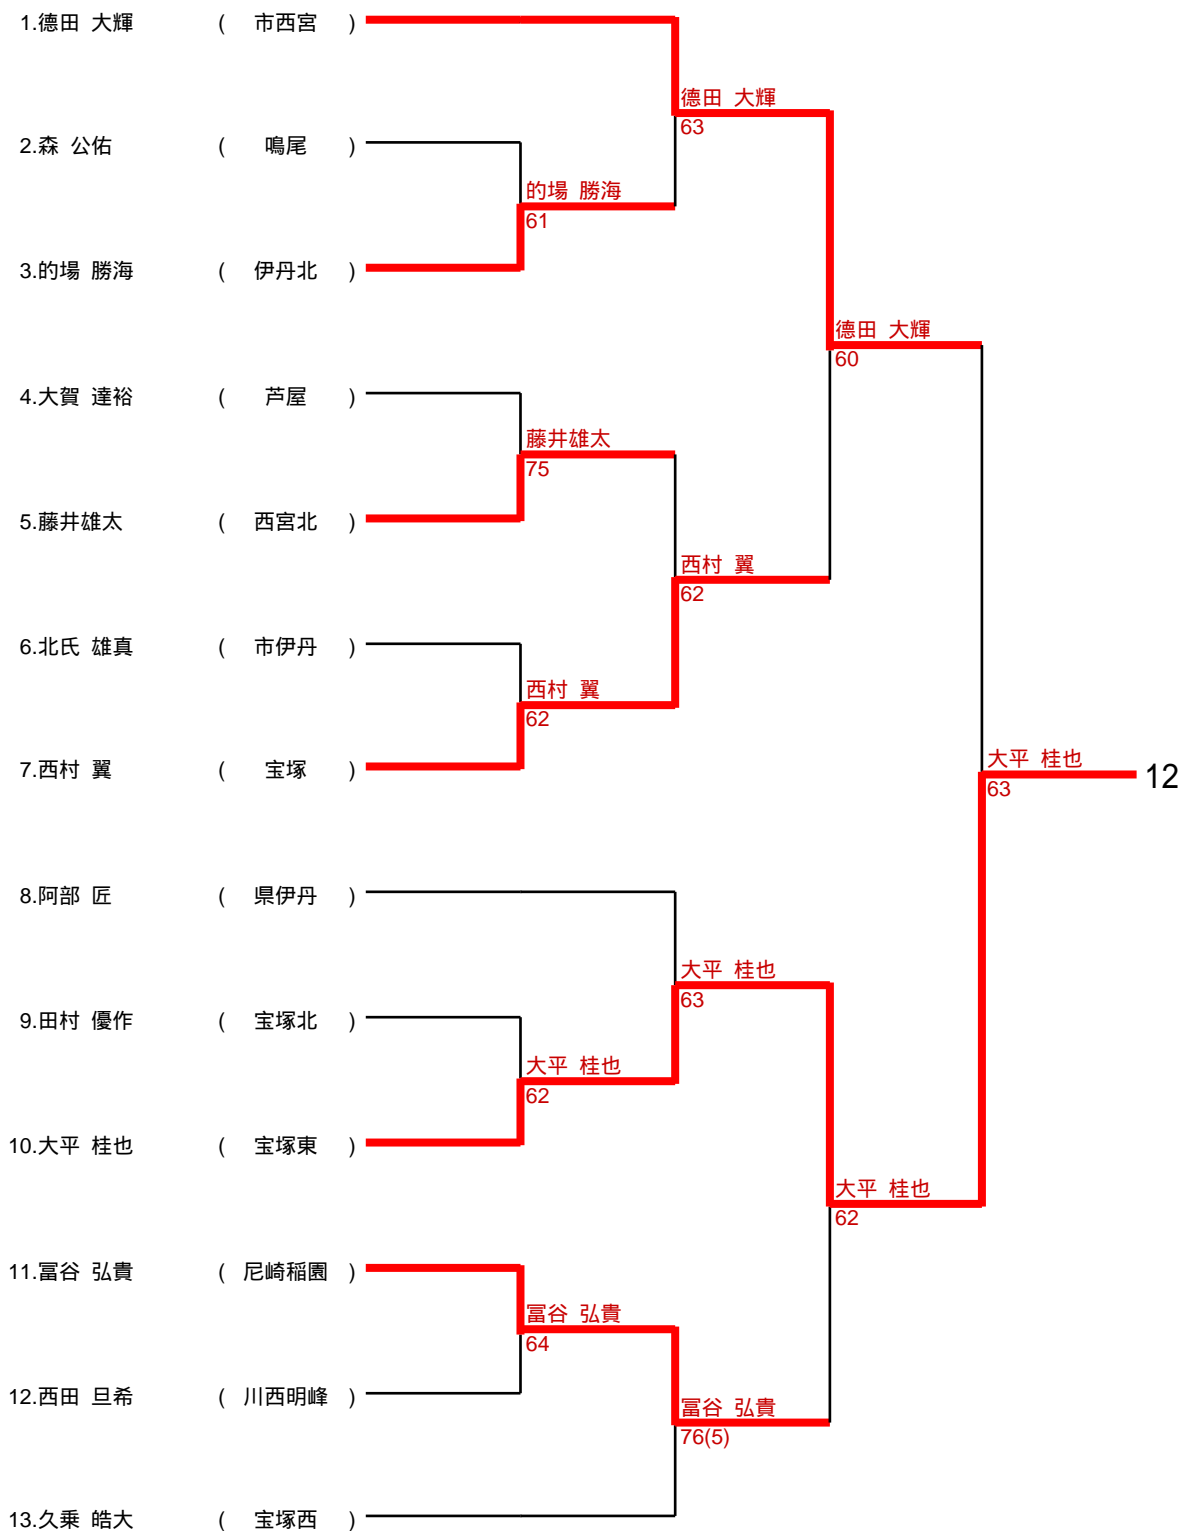 1.德田 大輝 ( 市西宮 )
德田 大輝
63
2.森 公佑 ( 鳴尾 )
的場 勝海
61
3.的場 勝海 ( 伊丹北 )
德田 大輝
60
4.大賀 達裕 ( 芦屋 )
藤井雄太
75
5.藤井雄太 ( 西宮北 )
西村 翼
62
6.北氏 雄真 ( 市伊丹 )
西村 翼
62
7.西村 翼 ( 宝塚 )
大平 桂也
63
12
8.阿部 匠 ( 県伊丹 )
大平 桂也
63
9.田村 優作 ( 宝塚北 )
大平 桂也
62
10.大平 桂也 ( 宝塚東 )
大平 桂也
62
11.冨谷 弘貴 ( 尼崎稲園 )
冨谷 弘貴
64
12.西田 旦希 ( 川西明峰 )
冨谷 弘貴
76(5)
13.久乗 皓大 ( 宝塚西 )